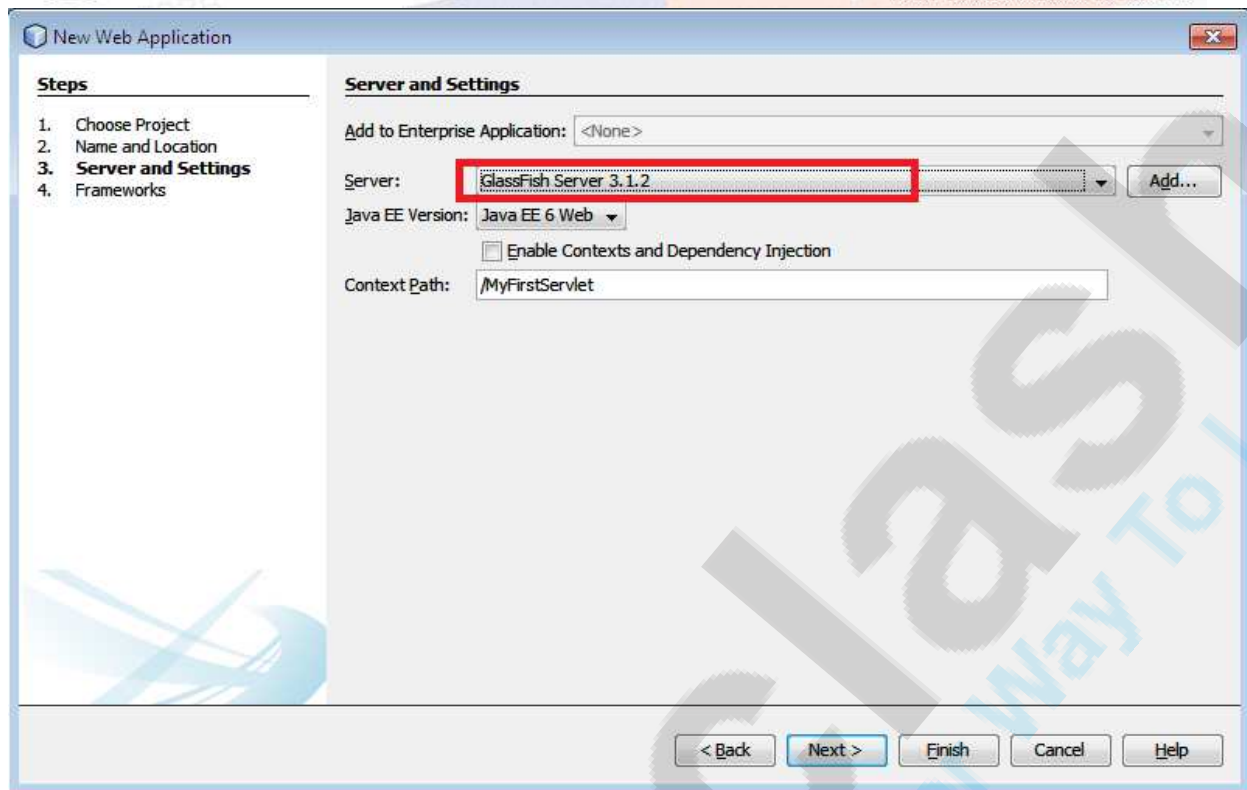 New Web Application
Steps
1. Choose Project
2. Name and Location
3. Server and Settings
4. Frameworks
Server and Settings
Add to Enterprise Application: <None>
Server: GlassFish Server 3.1.2 Add...
Java EE Version: Java EE 6 Web
Enable Contexts and Dependency Injection
Context Path: /MyFirstServlet
< Back Next > Finish Cancel Help
Way To